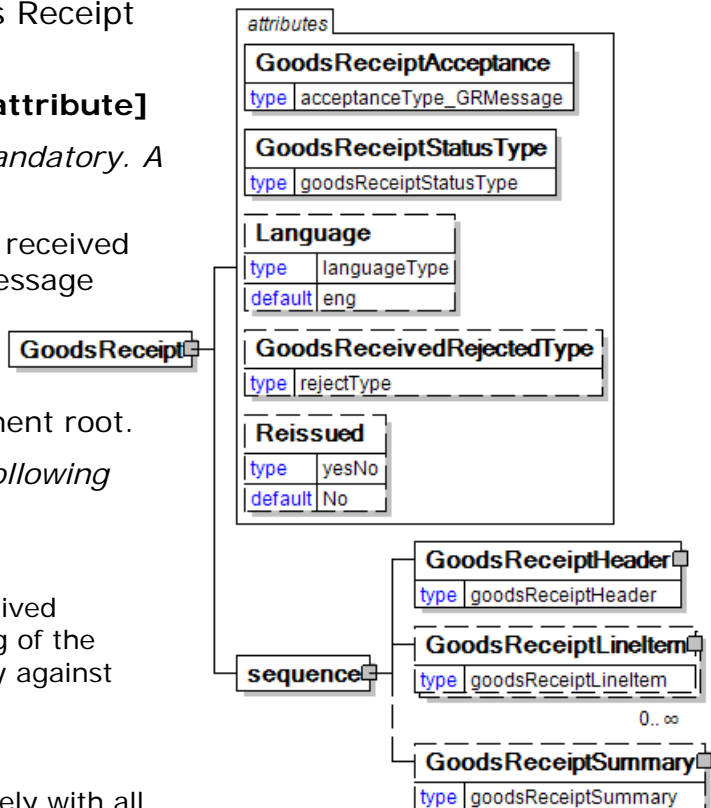 s Receipt
attribute]
andatory. A
received
essage
nent root.
ollowing
ived
g of the
y against
ely with all
attributes
GoodsReceiptAcceptance
type acceptanceType_GRMessage
GoodsReceiptStatusType
type goodsReceiptStatusType
Language
type languageType
default eng
GoodsReceipt
GoodsReceivedRejectedType
type rejectType
Reissued
type yesNo
default No
sequence
GoodsReceiptHeader
type goodsReceiptHeader
GoodsReceiptLineItem
type goodsReceiptLineItem
0.. ∞
GoodsReceiptSummary
type goodsReceiptSummary